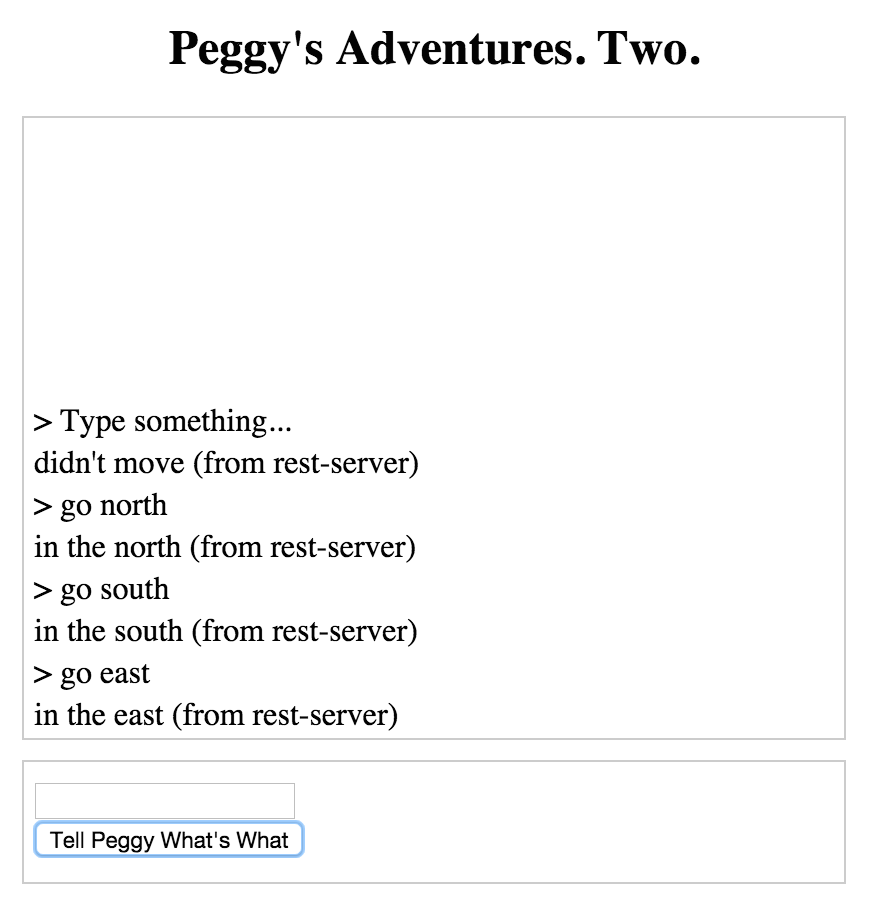 Peggy's Adventures. Two.
> Type something...
didn't move (from rest-server)
> go north
in the north (from rest-server)
> go south
in the south (from rest-server)
> go east
in the east (from rest-server)
Tell Peggy What's What